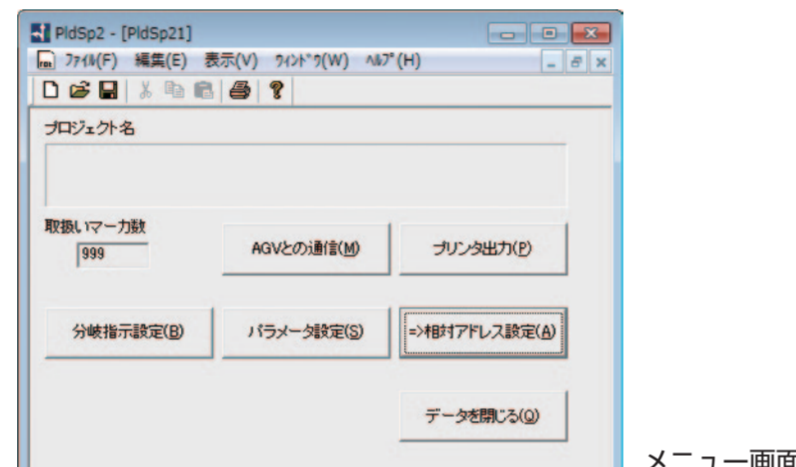 PldSp2 - [PldSp21]
ファイル(F) 編集(E) 表示(V) ウィンドウ(W) ヘルプ(H)
プロジェクト名
取扱いマーカ数
999
AGVとの通信(M)
プリンタ出力(P)
分岐指示設定(B)
パラメータ設定(S)
=>相対アドレス設定(A)
データを閉じる(Q)
メニュー画面